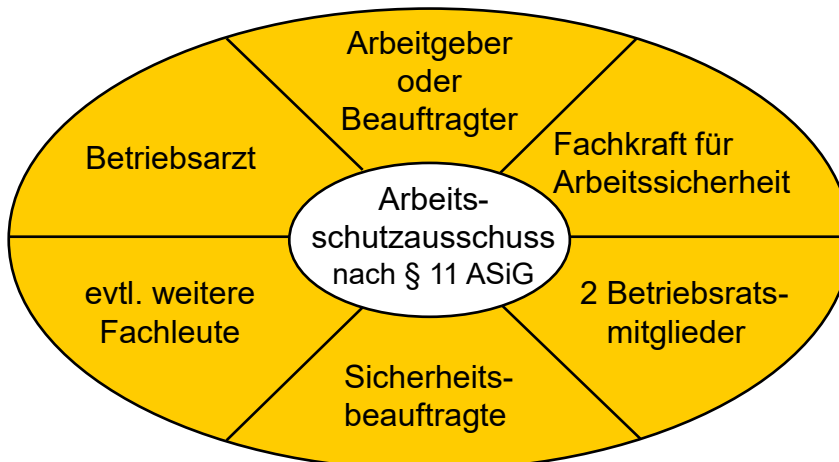 Arbeitgeber
oder
Beauftragter
Betriebsarzt
Fachkraft für
Arbeitssicherheit
Arbeits-
schutzausschuss
nach § 11 ASiG
evtl. weitere
Fachleute
2 Betriebsrats-
mitglieder
Sicherheits-
beauftragte